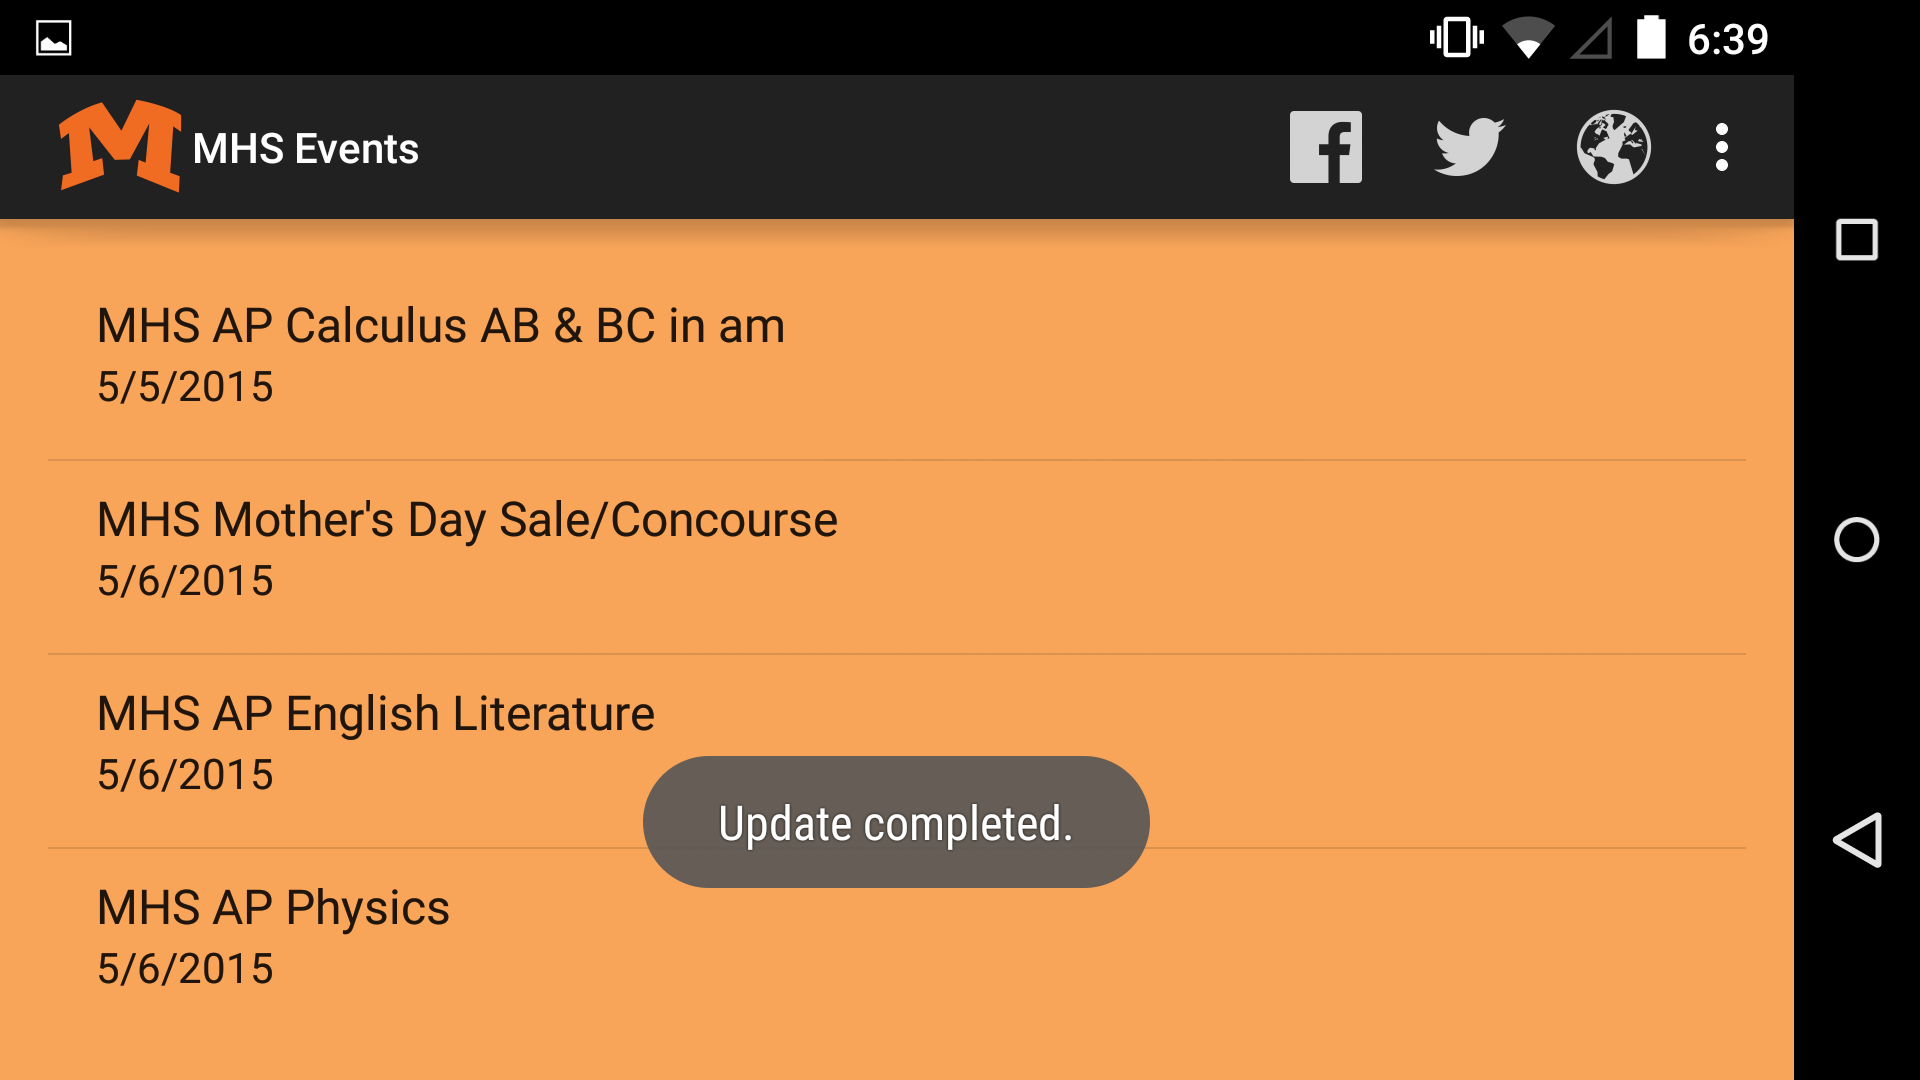 6:39
M MHS Events
MHS AP Calculus AB & BC in am
5/5/2015
MHS Mother's Day Sale/Concourse
5/6/2015
MHS AP English Literature
5/6/2015
Update completed.
MHS AP Physics
5/6/2015